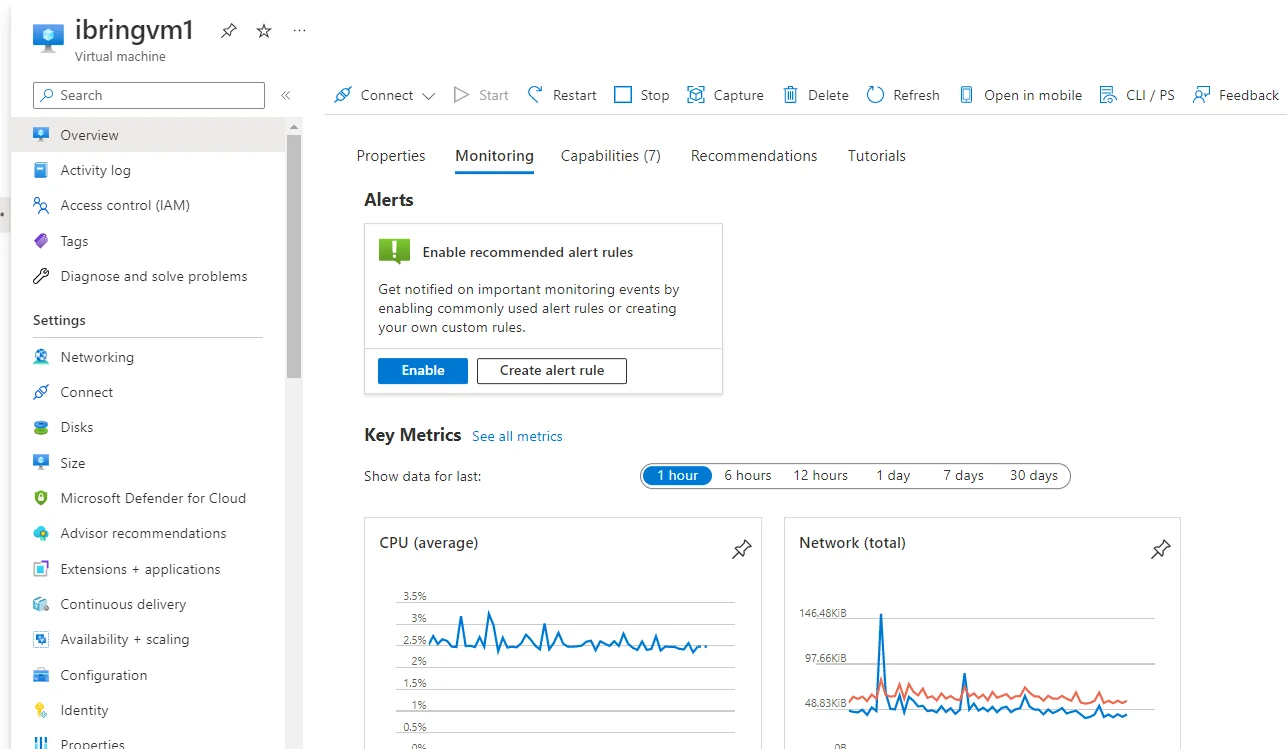 ibringvm1
Virtual machine
Search
Overview
Activity log
Access control (IAM)
Tags
Diagnose and solve problems
Settings
Networking
Connect
Disks
Size
Microsoft Defender for Cloud
Advisor recommendations
Extensions + applications
Continuous delivery
Availability + scaling
Configuration
Identity
Properties
Connect Start Restart Stop Capture Delete Refresh Open in mobile CLI / PS Feedback
Properties Monitoring Capabilities (7) Recommendations Tutorials
Alerts
Enable recommended alert rules
Get notified on important monitoring events by
enabling commonly used alert rules or creating
your own custom rules.
Enable Create alert rule
Key Metrics See all metrics
Show data for last: 1 hour 6 hours 12 hours 1 day 7 days 30 days
CPU (average)
3.5%
3%
2.5%
2%
1.5%
1%
0.5%
0%
Network (total)
146.48KiB
97.66KiB
48.83KiB
0B